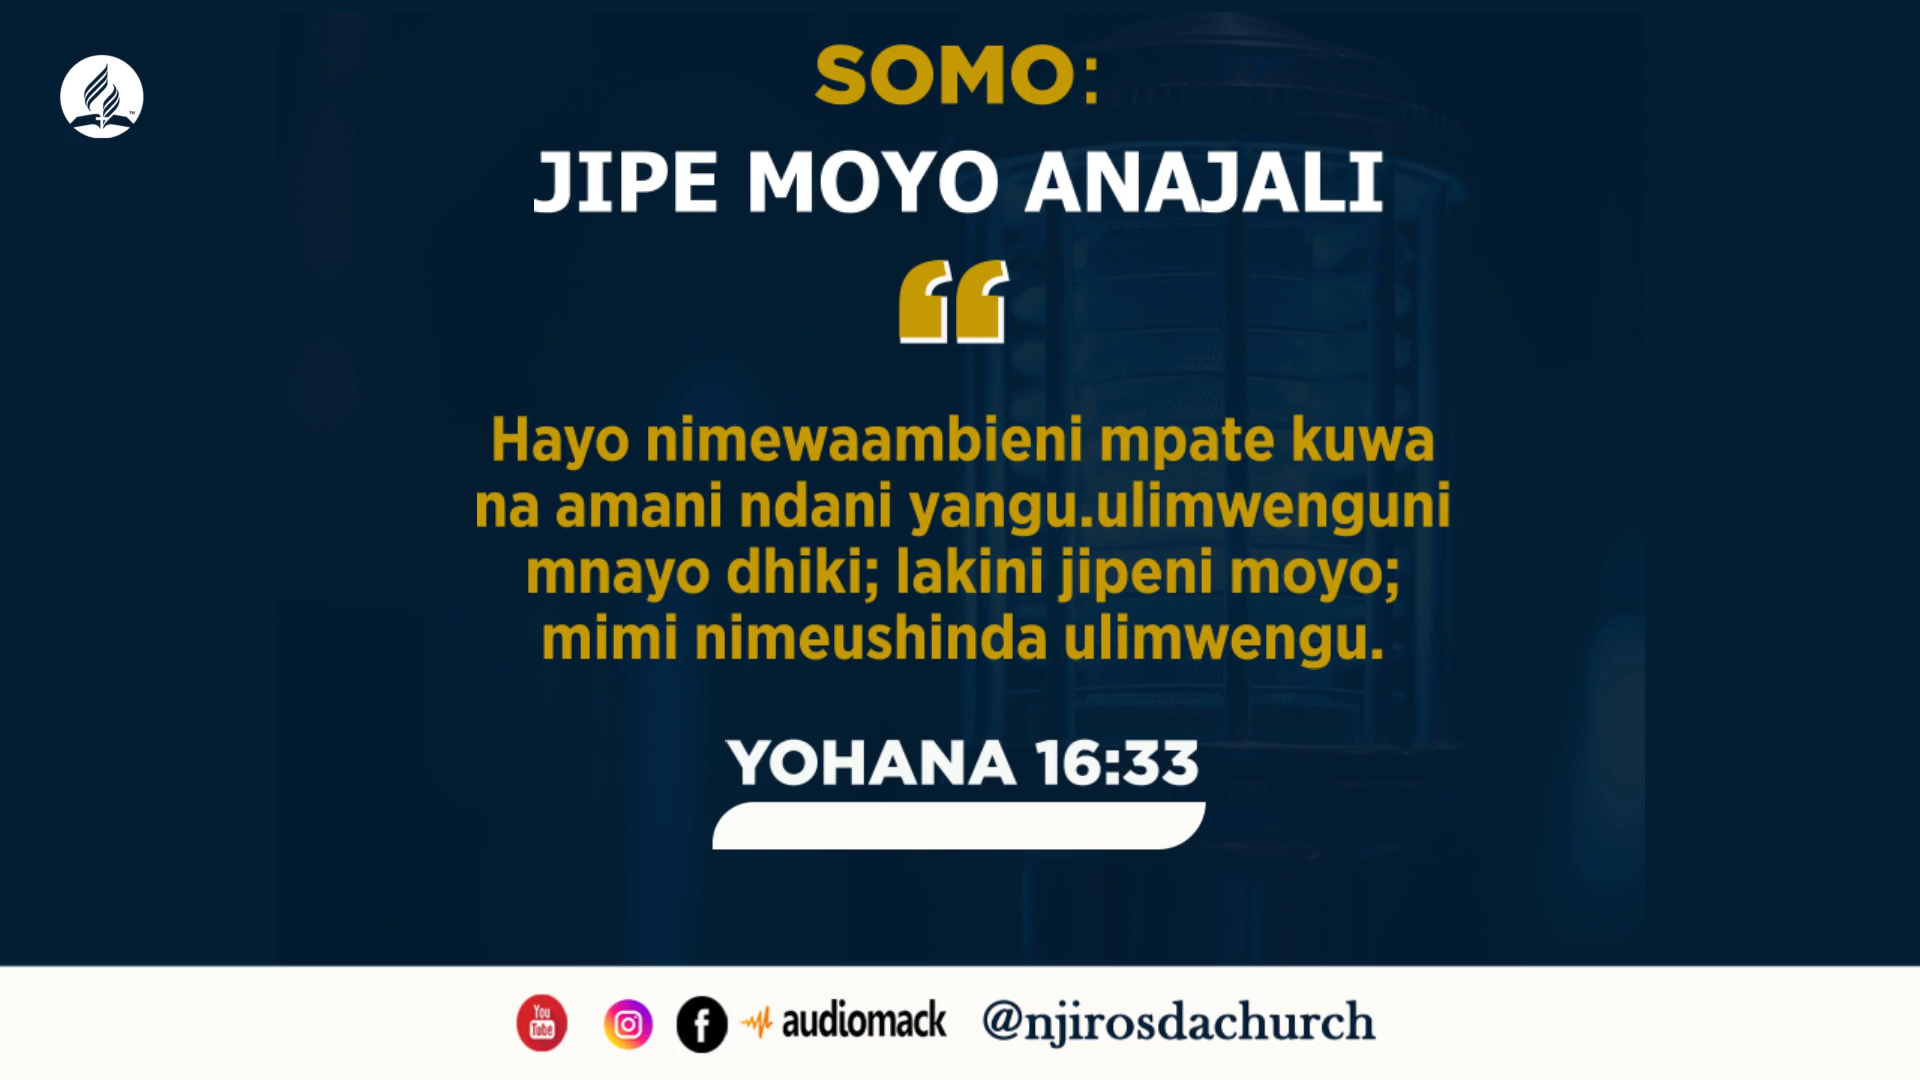 SOMO:
JIPE MOYO ANAJALI
Hayo nimewaambieni mpate kuwa
na amani ndani yangu.ulimwenguni
mnayo dhiki; lakini jipeni moyo;
mimi nimeushinda ulimwengu.
YOHANA 16:33
You Tube audiomack @njirosdachurch